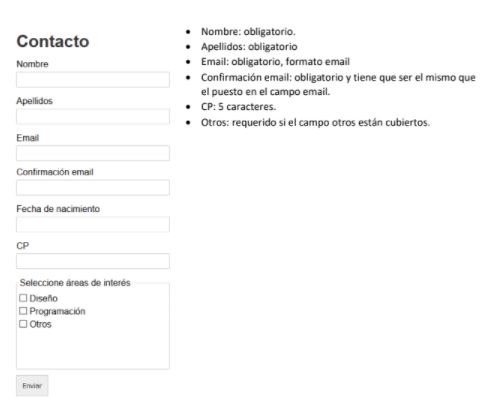 Contacto
Nombre
Apellidos
Email
Confirmación email
Fecha de nacimiento
CP
Seleccione áreas de interés
Diseño
Programación
Otros
Enviar
• Nombre: obligatorio.
• Apellidos: obligatorio
• Email: obligatorio, formato email
• Confirmación email: obligatorio y tiene que ser el mismo que
el puesto en el campo email.
• CP: 5 caracteres.
• Otros: requerido si el campo otros están cubiertos.